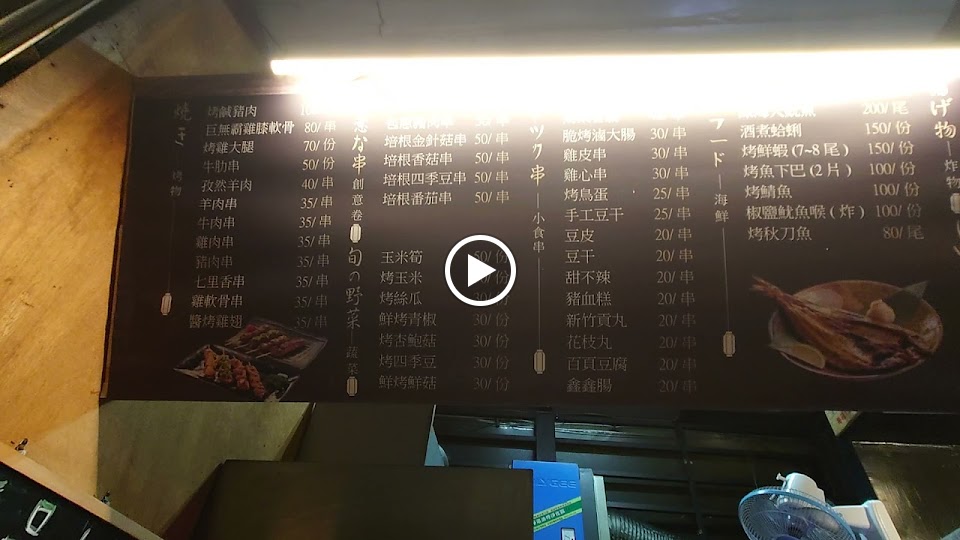 燒き
烤物
烤鹹豬肉
巨無霸雞膝軟骨 80/串
烤雞大腿 70/份
牛肋串 50/串
孜然羊肉 40/串
羊肉串 35/串
牛肉串 35/串
雞肉串 35/串
豬肉串 35/串
七里香串 35/串
雞軟骨串 35/串
醬烤雞翅 35/串
創意卷
培根金針菇串 50/串
培根香菇串 50/串
培根四季豆串 50/串
培根番茄串 50/串
旬の野菜
蔬菜
玉米筍 50/份
烤玉米
烤絲瓜
鮮烤青椒 30/份
烤杏鮑菇 30/份
烤四季豆 30/份
鮮烤鮮菇 30/份
ック串
小食串
脆烤滷大腸 30/串
雞皮串 30/串
雞心串 30/串
烤鳥蛋 25/串
手工豆干 25/串
豆皮 20/串
豆干 20/串
甜不辣 20/串
豬血糕 20/串
新竹貢丸 20/串
花枝丸 20/串
百頁豆腐 20/串
鑫鑫腸 20/串
ード
海鮮
200/尾
酒煮蛤蜊 150/份
烤鮮蝦(7~8尾) 150/份
烤魚下巴(2片) 100/份
烤鯖魚 100/份
椒鹽魷魚喉(炸) 100/份
烤秋刀魚 80/尾
げ物
炸物